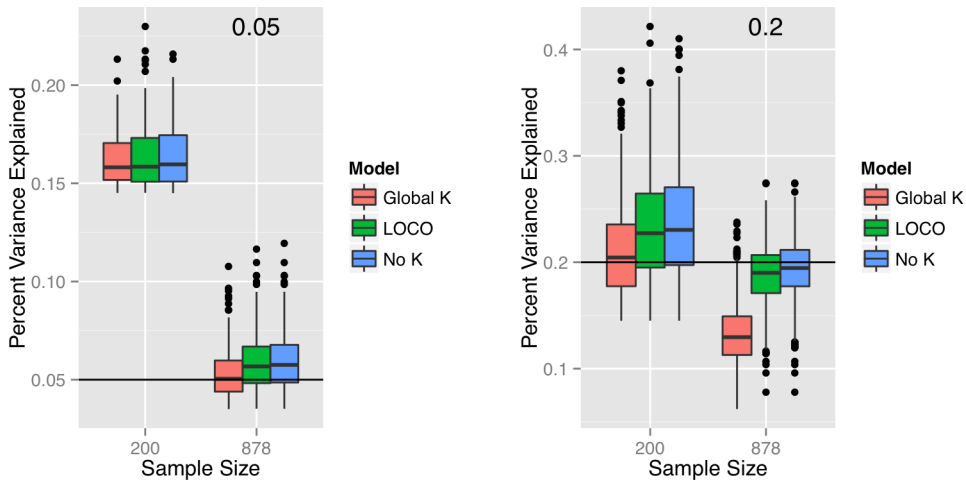 0.05
Percent Variance Explained
0.20
0.15
0.10
0.05
200
878
Sample Size
Model
Global K
LOCO
No K
0.2
Percent Variance Explained
0.4
0.3
0.2
0.1
200
878
Sample Size
Model
Global K
LOCO
No K